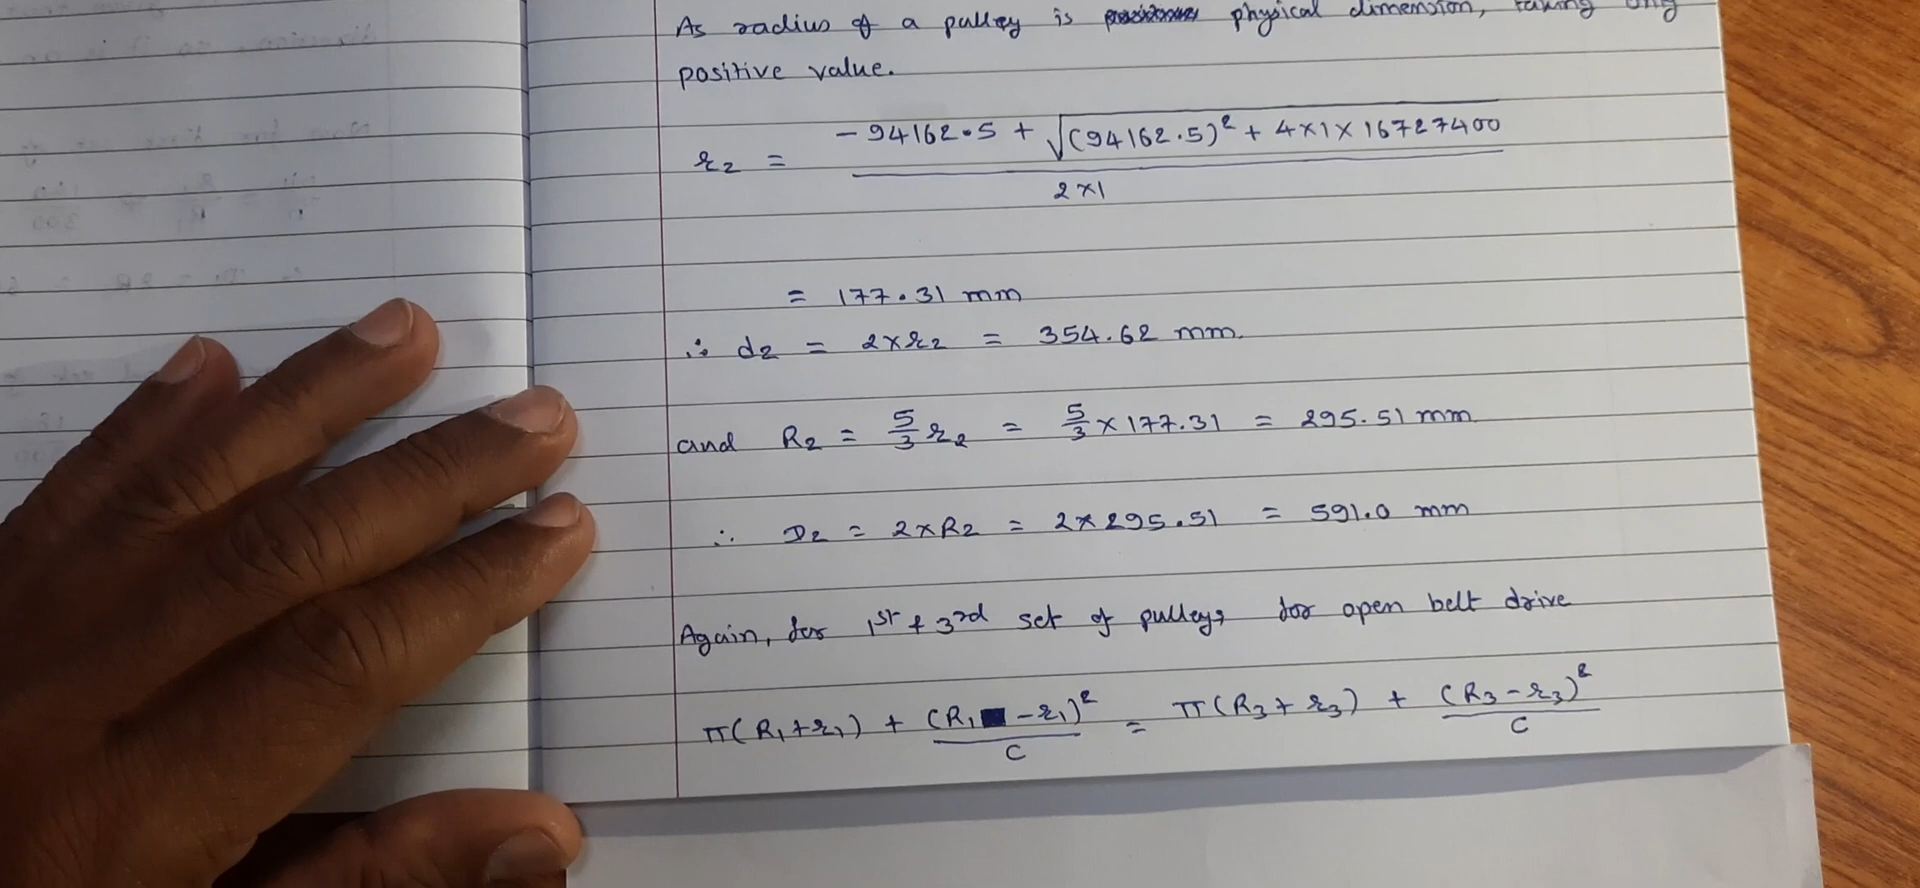 As radius of a pulley is physical dimension, taking only
positive value.
r₂ = (-94162.5 + √((94162.5)² + 4×1×16727400)) / (2×1)
= 177.31 mm
∴ d₂ = 2×r₂ = 354.62 mm.
and R₂ = 5/3 r₂ = 5/3 × 177.31 = 295.51 mm
∴ D₂ = 2×R₂ = 2×295.51 = 591.0 mm
Again, for 1st & 3rd set of pulleys for open belt drive
π(R₁+r₁) + (R₁-r₁)²/C = π(R₃+r₃) + (R₃-r₃)²/C